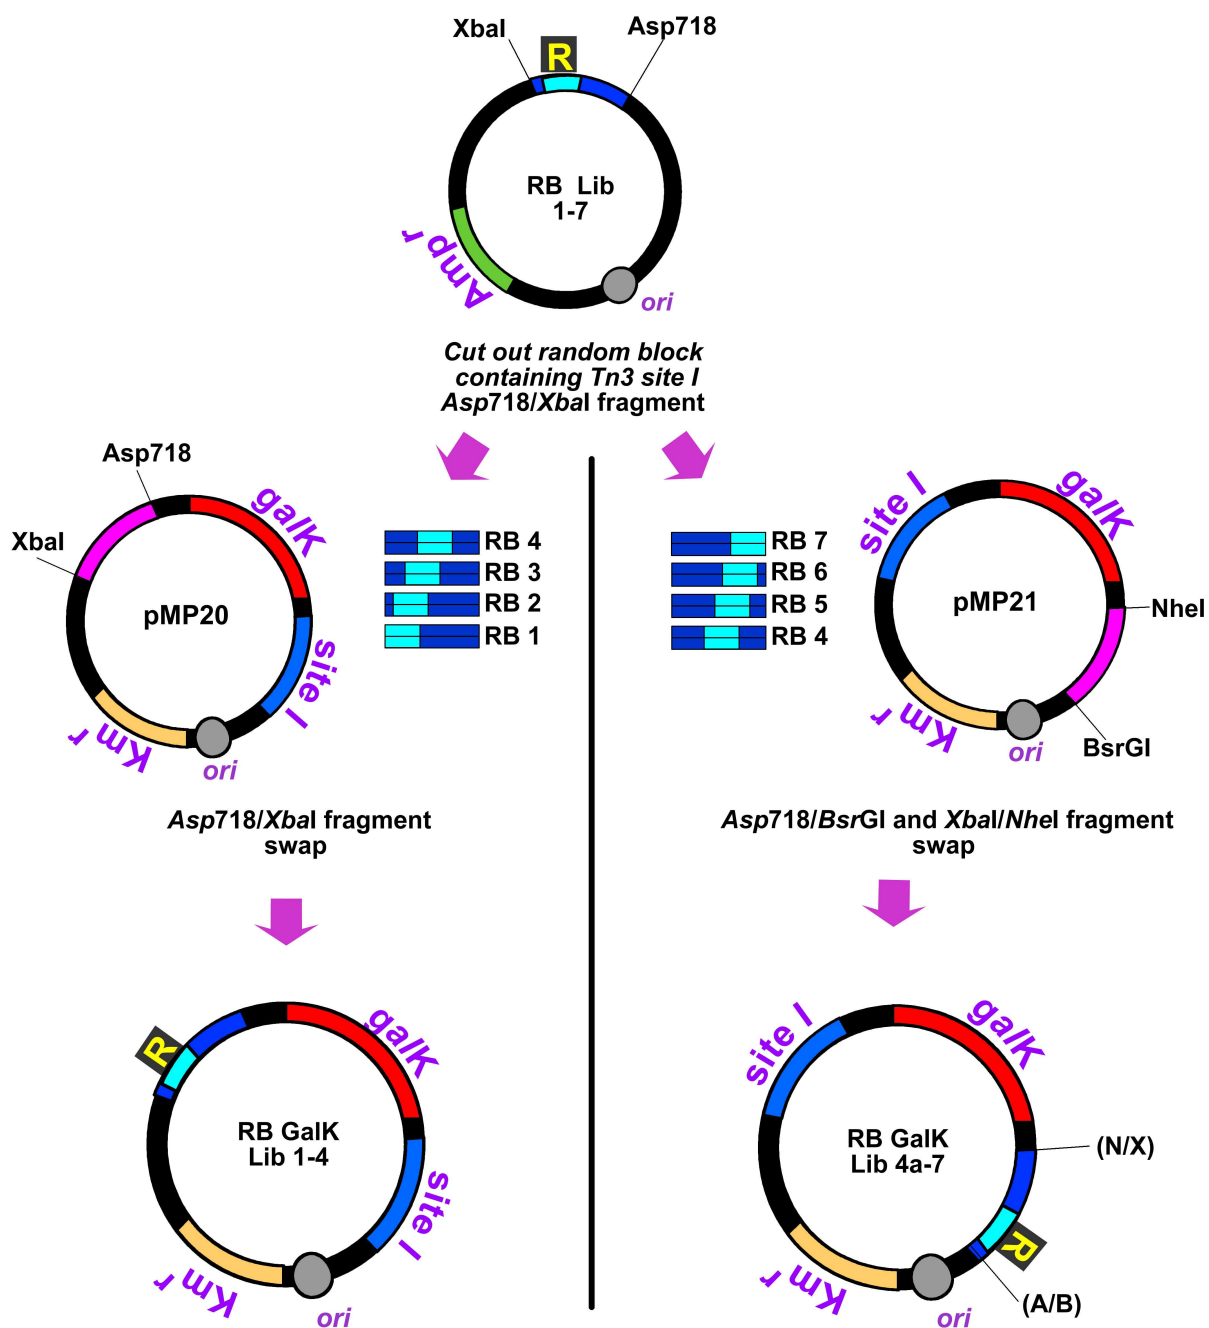 XbaI
Asp718
R
RB Lib
1-7
Amp r
ori
Cut out random block
containing Tn3 site I
Asp718/XbaI fragment
Asp718
XbaI
galK
pMP20
site I
Km r
ori
RB 4
RB 3
RB 2
RB 1
RB 7
RB 6
RB 5
RB 4
site I
galK
pMP21
NheI
BsrGI
Km r
ori
Asp718/XbaI fragment
swap
Asp718/BsrGI and XbaI/NheI fragment
swap
R
galK
RB GalK
Lib 1-4
site I
Km r
ori
site I
galK
RB GalK
Lib 4a-7
(N/X)
R
(A/B)
Km r
ori